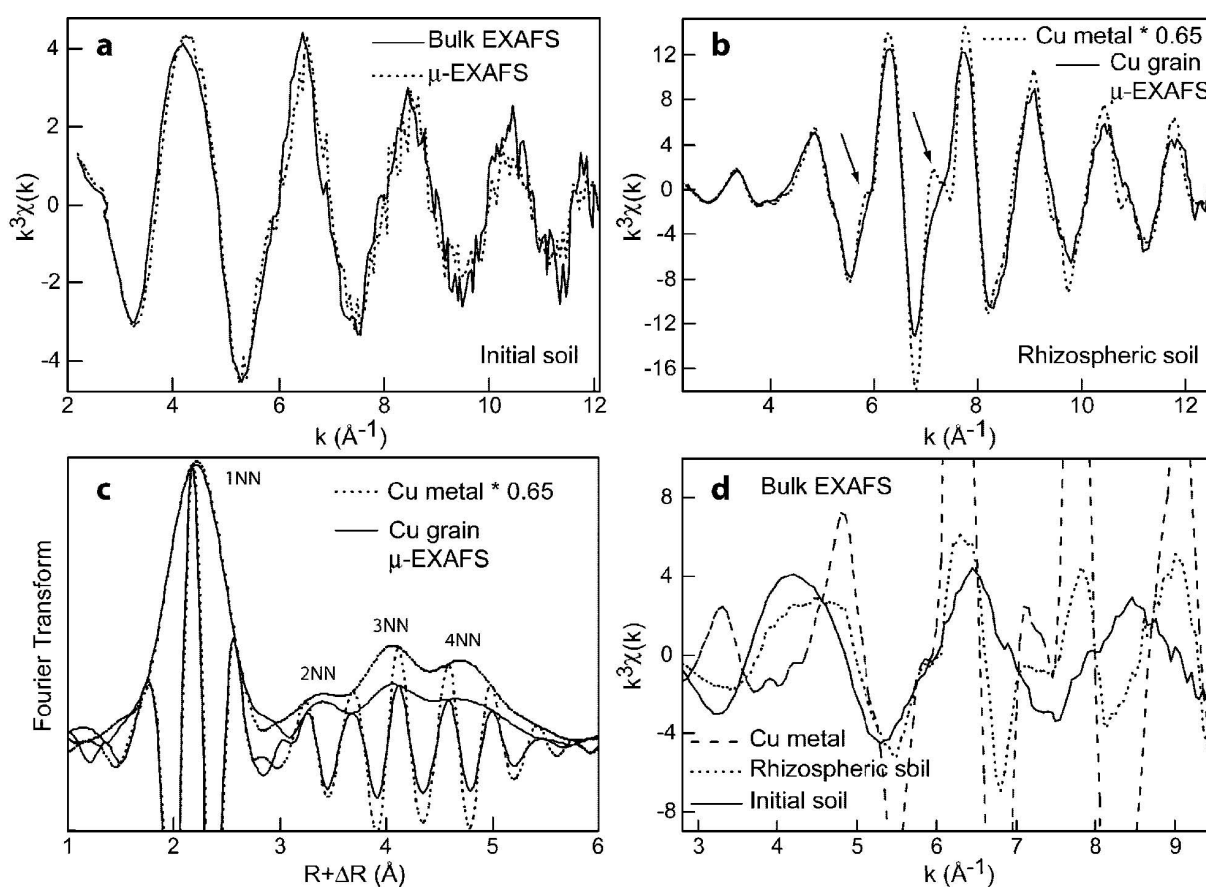 a
Bulk EXAFS
μ-EXAFS
4
2
0
-2
-4
k³χ(k)
Initial soil
2 4 6 8 10 12
k (Å⁻¹)
b
Cu metal * 0.65
Cu grain
μ-EXAFS
12
8
4
0
-4
-8
-12
-16
k³χ(k)
Rhizospheric soil
4 6 8 10 12
k (Å⁻¹)
c
1NN
Cu metal * 0.65
Cu grain
μ-EXAFS
2NN
3NN
4NN
Fourier Transform
1 2 3 4 5 6
R+ΔR (Å)
d
Bulk EXAFS
8
4
0
-4
-8
k³χ(k)
Cu metal
Rhizospheric soil
Initial soil
3 4 5 6 7 8 9
k (Å⁻¹)